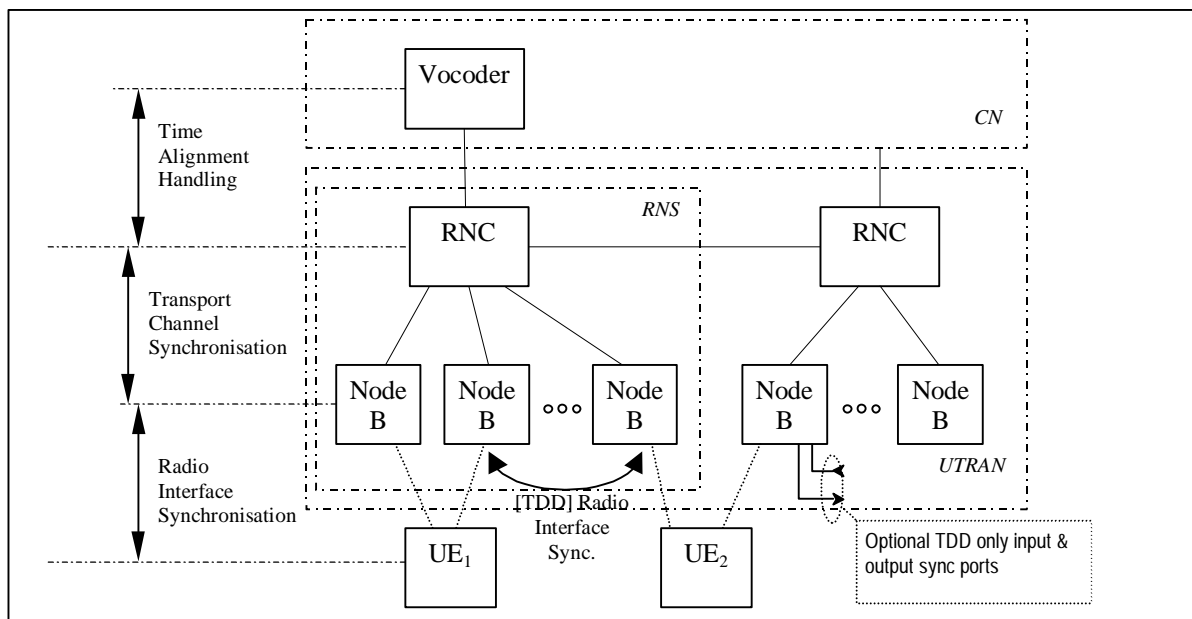 Vocoder
CN
Time
Alignment
Handling
RNS
RNC
RNC
Transport
Channel
Synchronisation
Node
B
Node
B
Node
B
Node
B
Node
B
UTRAN
Radio
Interface
Synchronisation
[TDD] Radio
Interface
Sync.
UE1
UE2
Optional TDD only input &
output sync ports